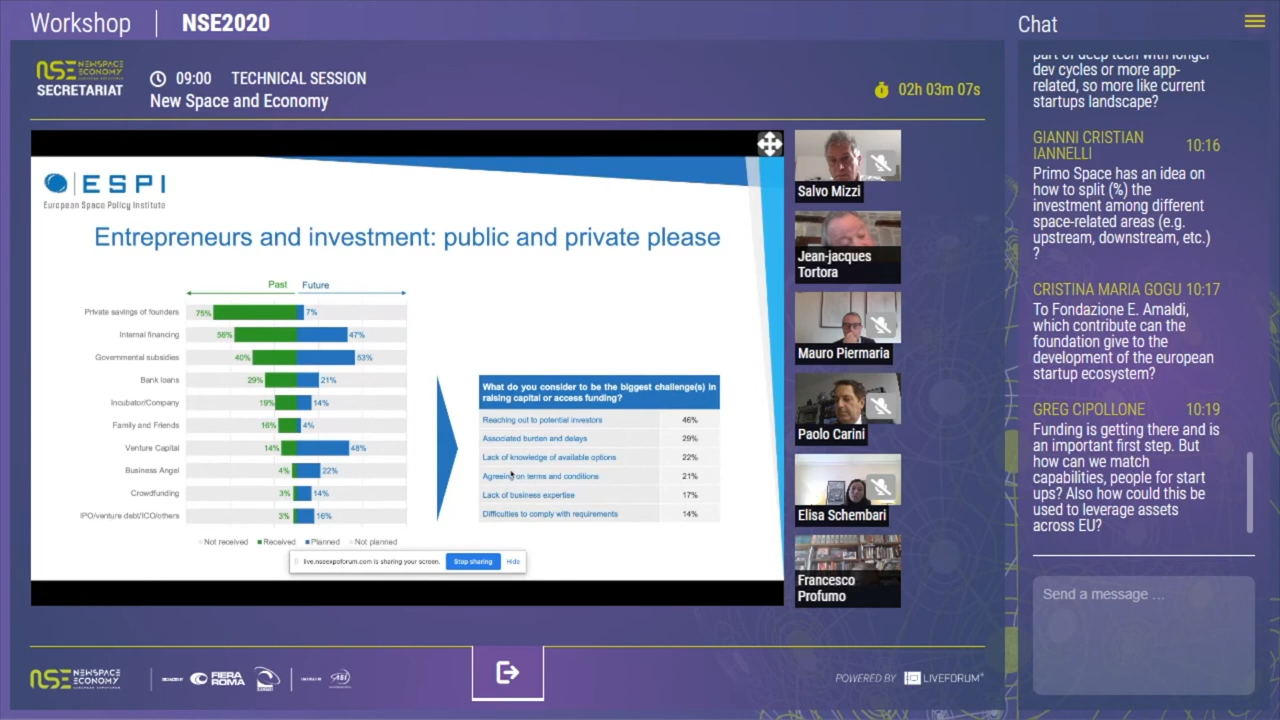 Workshop
NSE2020
Chat
NSE NEWSPACE
ECONOMY
SECRETARIAT
09:00 TECHNICAL SESSION
New Space and Economy
02h 03m 07s
ESPI
European Space Policy Institute
Entrepreneurs and investment: public and private please
Past Future
Private savings of founders 75% 7%
Internal financing 56% 47%
Governmental subsidies 40% 53%
Bank loans 29% 21%
Incubator/Company 19% 14%
Family and Friends 16% 4%
Venture Capital 14% 48%
Business Angel 4% 22%
Crowdfunding 3% 14%
IPO/venture debt/ICO/others 3% 16%
Not received Received Planned Not planned
What do you consider to be the biggest challenge(s) in
raising capital or access funding?
Reaching out to potential investors 46%
Associated burden and delays 29%
Lack of knowledge of available options 22%
Agreeing on terms and conditions 21%
Lack of business expertise 17%
Difficulties to comply with requirements 14%
live.nseexpoforum.com is sharing your screen. Stop sharing Hide
Salvo Mizzi
Jean-jacques
Tortora
Mauro Piermaria
Paolo Carini
Elisa Schembari
Francesco
Profumo
part of deep tech with longer
dev cycles or more app-
related, so more like current
startups landscape?
GIANNI CRISTIAN
IANNELLI 10:16
Primo Space has an idea on
how to split (%) the
investment among different
space-related areas (e.g.
upstream, downstream, etc.)
?
CRISTINA MARIA GOGU 10:17
To Fondazione E. Amaldi,
which contribute can the
foundation give to the
development of the european
startup ecosystem?
GREG CIPOLLONE 10:19
Funding is getting there and is
an important first step. But
how can we match
capabilities, people for start
ups? Also how could this be
used to leverage assets
across EU?
Send a message ...
NSE NEWSPACE
ECONOMY
FIERA
ROMA
POWERED BY LIVEFORUM